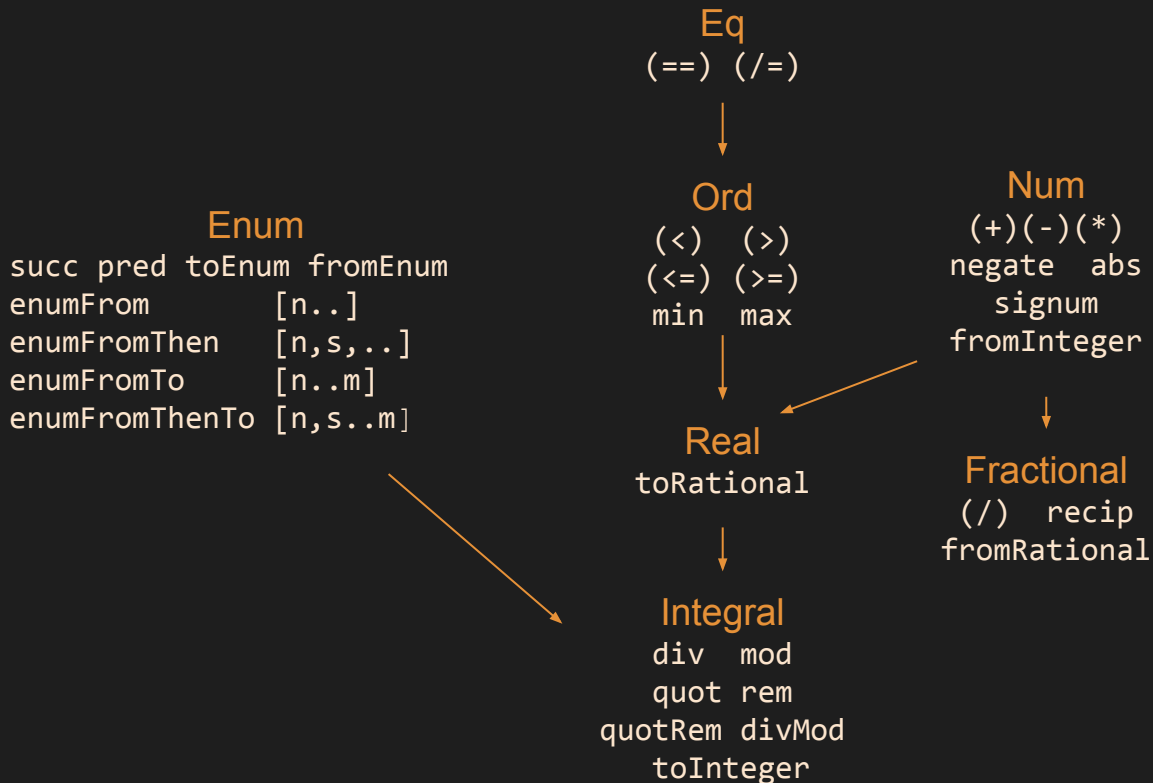 Eq
(==) (/=)
Ord
(<) (>)
(<=) (>=)
min max
Num
(+)(-)(*)
negate abs
signum
fromInteger
Enum
succ pred toEnum fromEnum
enumFrom [n..]
enumFromThen [n,s,..]
enumFromTo [n..m]
enumFromThenTo [n,s..m]
Real
toRational
Fractional
(/) recip
fromRational
Integral
div mod
quot rem
quotRem divMod
toInteger